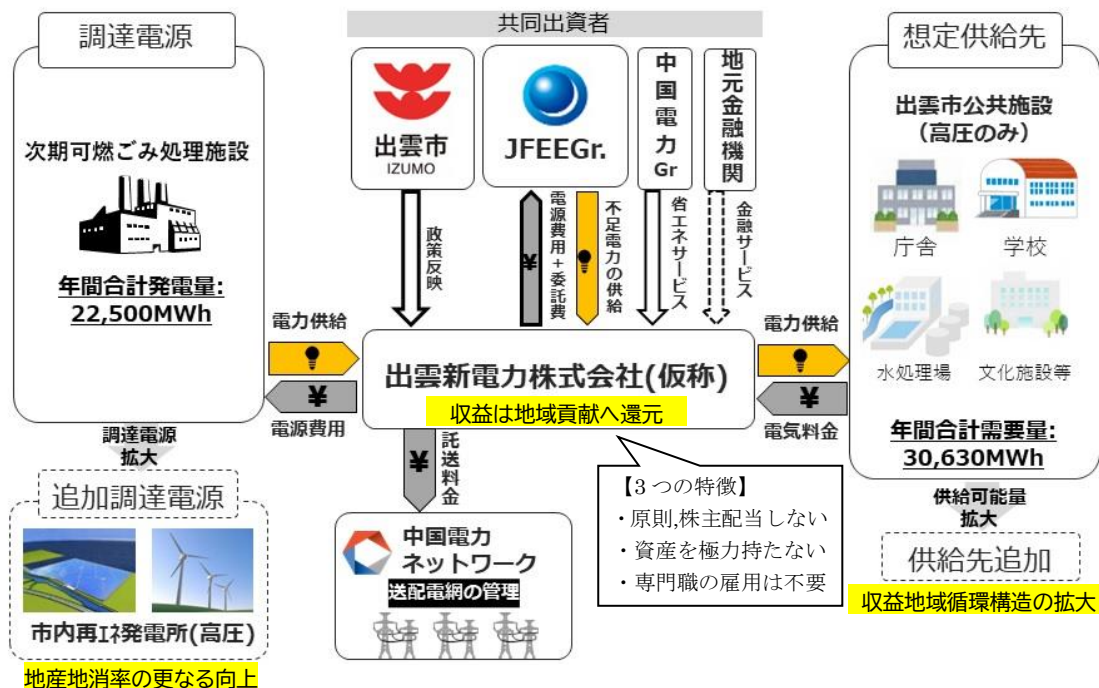 調達電源
次期可燃ごみ処理施設
年間合計発電量:
22,500MWh
調達電源
拡大
追加調達電源
市内再エネ発電所(高圧)
地産地消率の更なる向上
電力供給
¥
電源費用
共同出資者
出雲市
IZUMO
JFEEGr.
中国電力Gr
地元金融機関
政策反映
¥
電源費用+委託費
不足電力の供給
省エネサービス
金融サービス
出雲新電力株式会社(仮称)
収益は地域貢献へ還元
¥
託送料金
中国電力
ネットワーク
送配電網の管理
【3つの特徴】
・原則,株主配当しない
・資産を極力持たない
・専門職の雇用は不要
電力供給
¥
電気料金
想定供給先
出雲市公共施設
(高圧のみ)
庁舎
学校
水処理場
文化施設等
年間合計需要量:
30,630MWh
供給可能量
拡大
供給先追加
収益地域循環構造の拡大